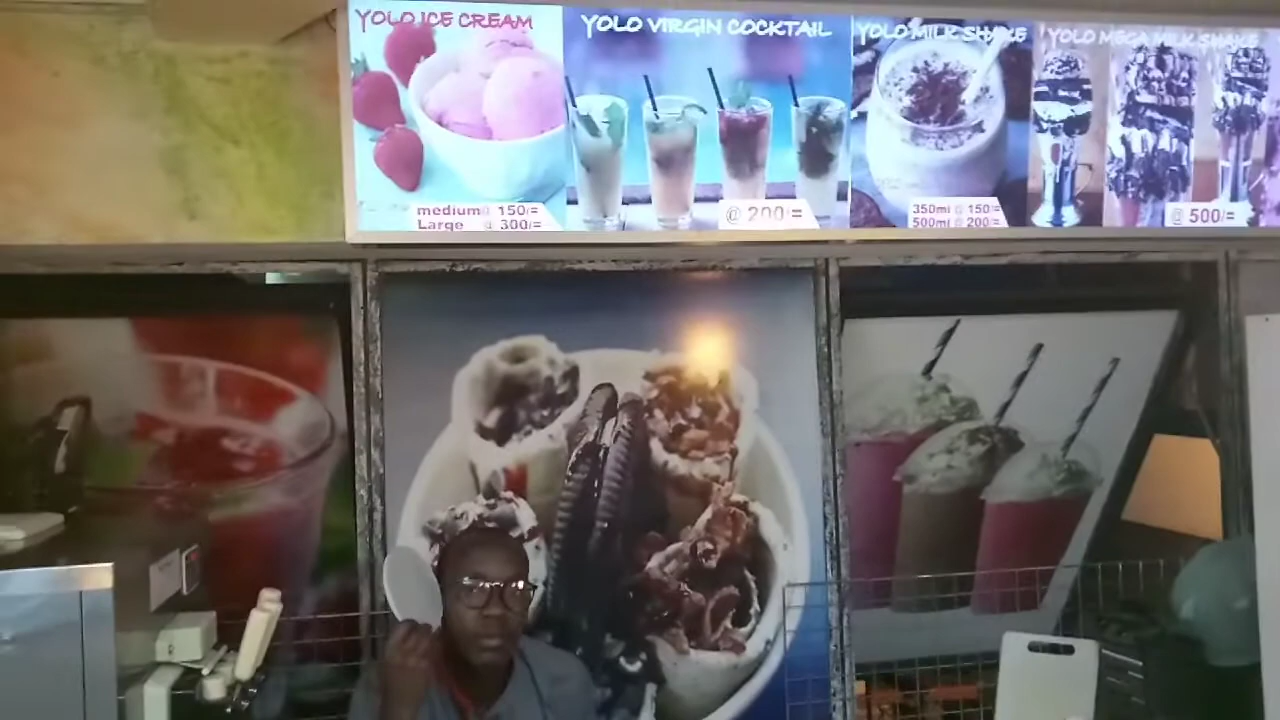 YOLO ICE CREAM
medium@ 150/=
Large @ 300/=
YOLO VIRGIN COCKTAIL
@ 200/=
YOLO MILK SHAKE
350ml @ 150/=
500ml @ 200/=
YOLO MEGA MILK SHAKE
@ 500/=